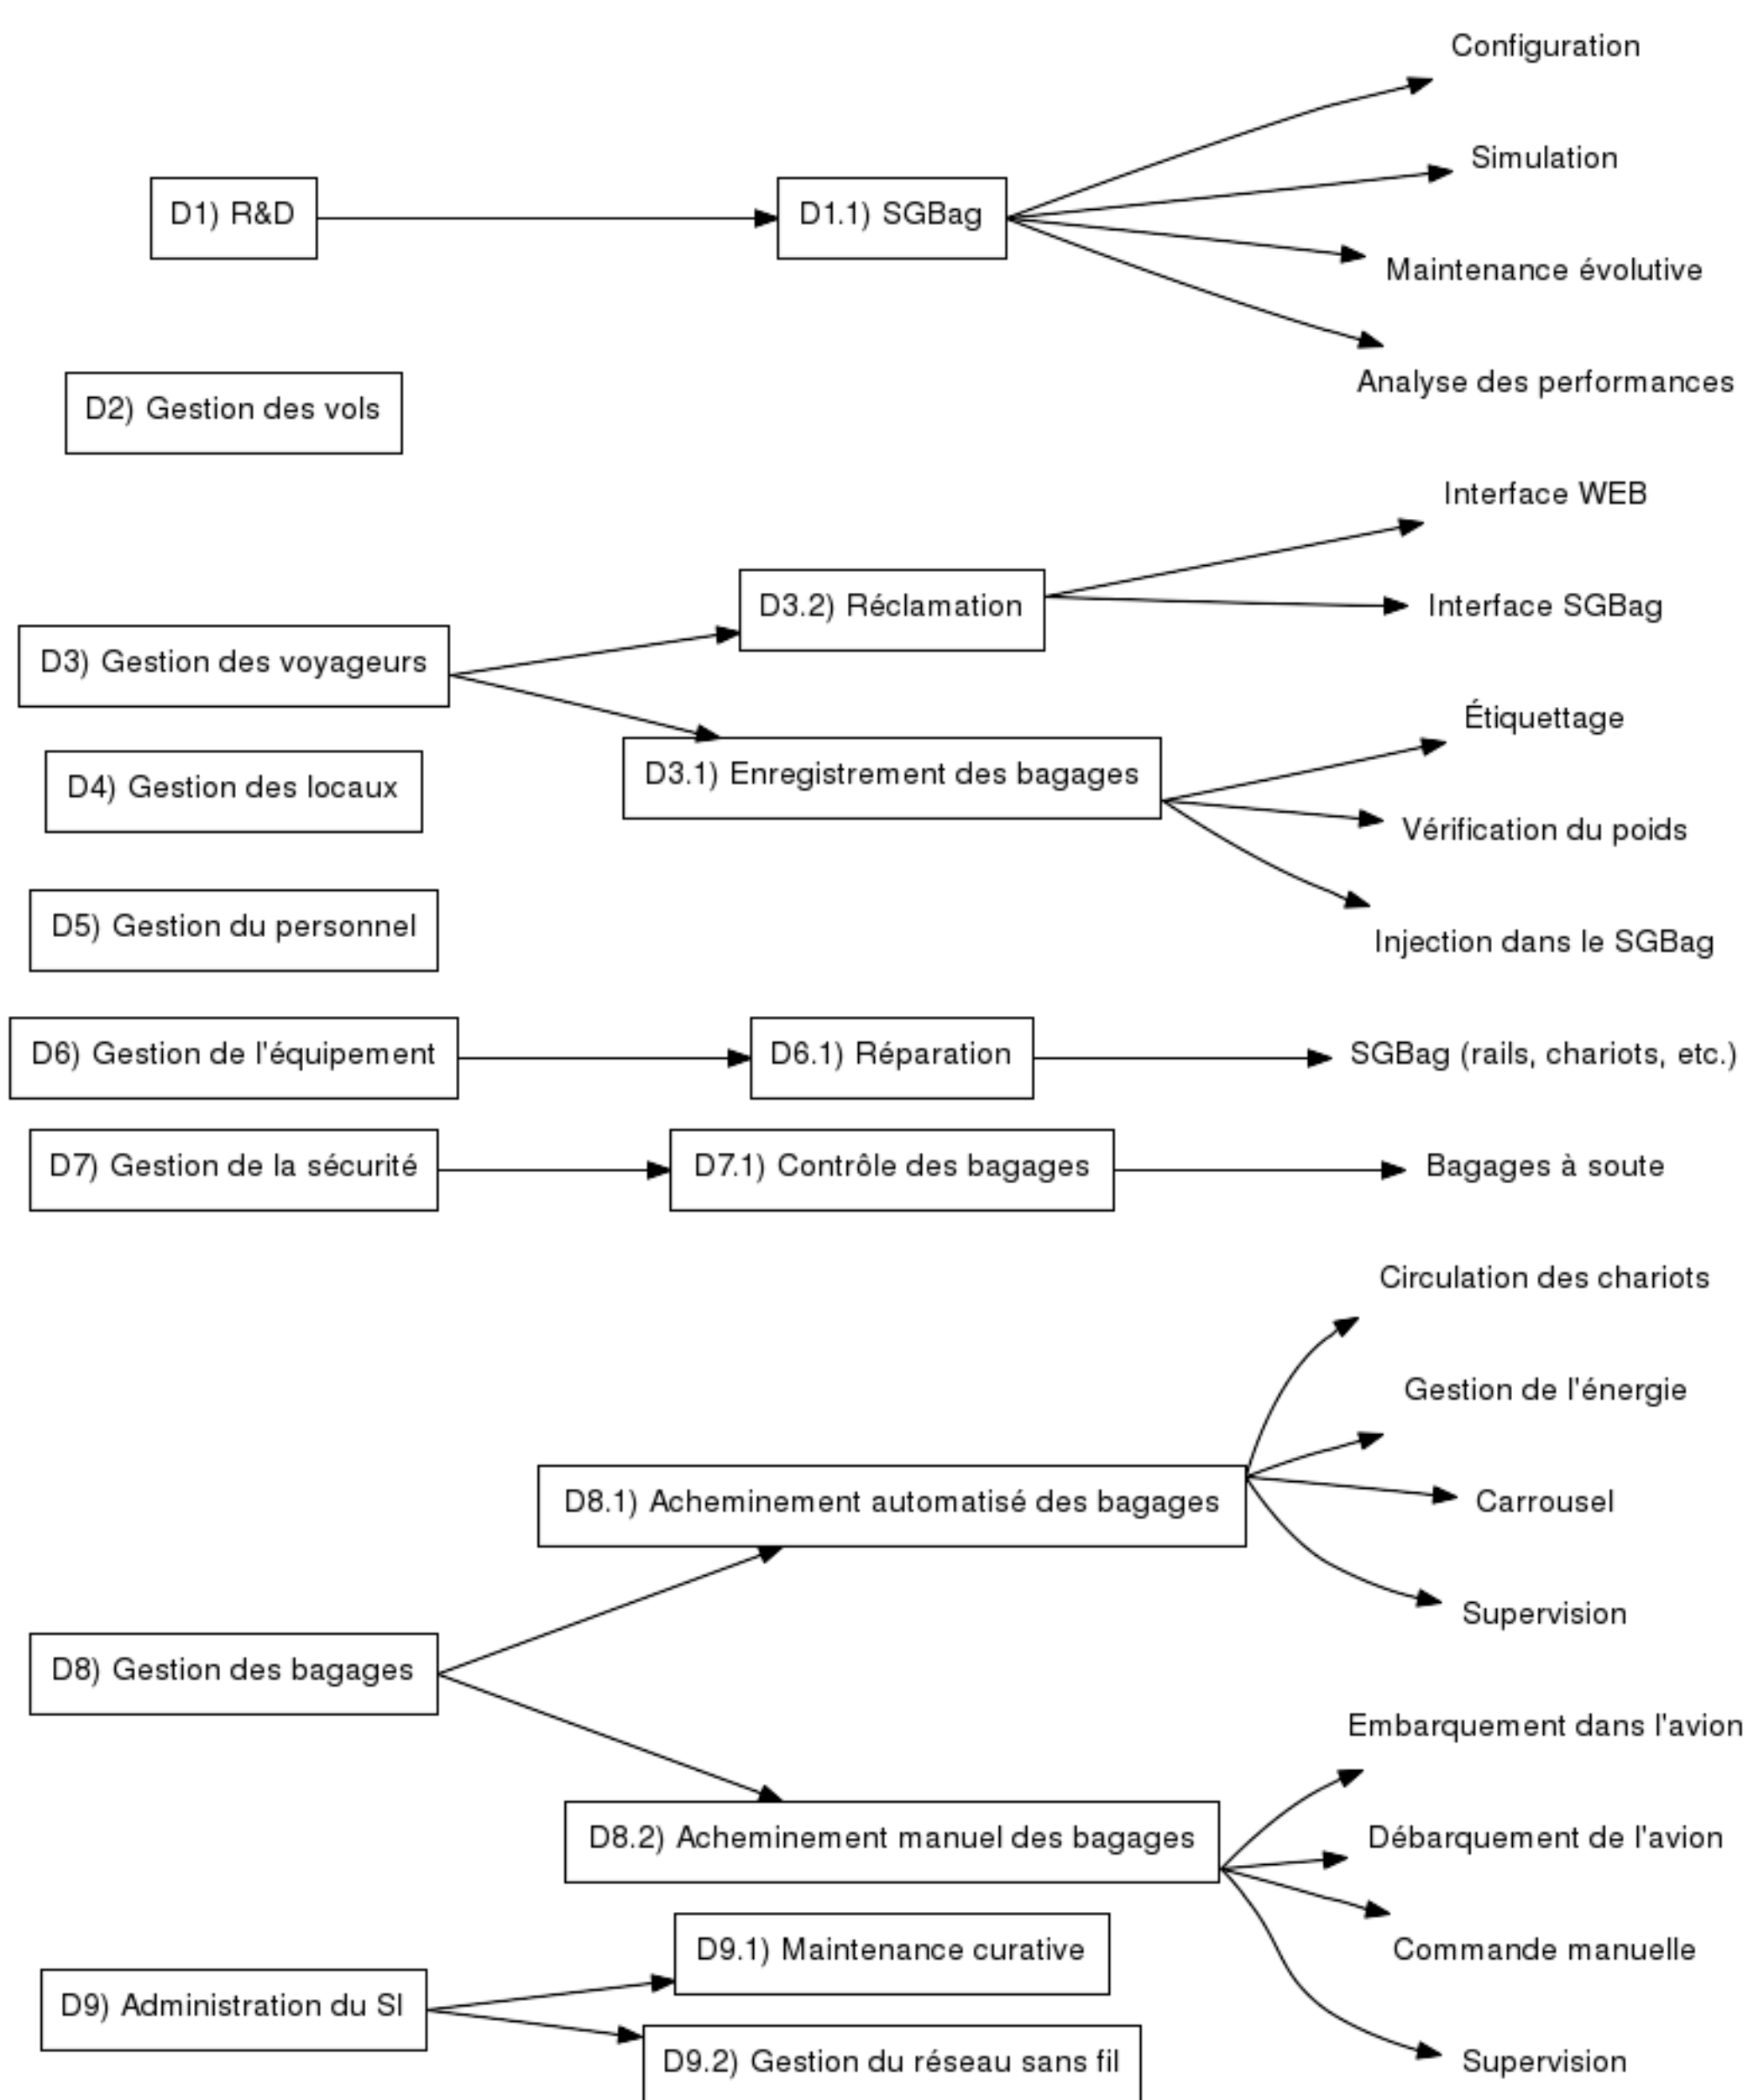 Configuration
Simulation
D1) R&D
D1.1) SGBag
Maintenance évolutive
Analyse des performances
D2) Gestion des vols
Interface WEB
D3.2) Réclamation
Interface SGBag
D3) Gestion des voyageurs
Étiquettage
D3.1) Enregistrement des bagages
D4) Gestion des locaux
Vérification du poids
D5) Gestion du personnel
Injection dans le SGBag
D6) Gestion de l'équipement
D6.1) Réparation
SGBag (rails, chariots, etc.)
D7) Gestion de la sécurité
D7.1) Contrôle des bagages
Bagages à soute
Circulation des chariots
Gestion de l'énergie
D8.1) Acheminement automatisé des bagages
Carrousel
Supervision
D8) Gestion des bagages
Embarquement dans l'avion
D8.2) Acheminement manuel des bagages
Débarquement de l'avion
D9.1) Maintenance curative
Commande manuelle
D9) Administration du SI
D9.2) Gestion du réseau sans fil
Supervision